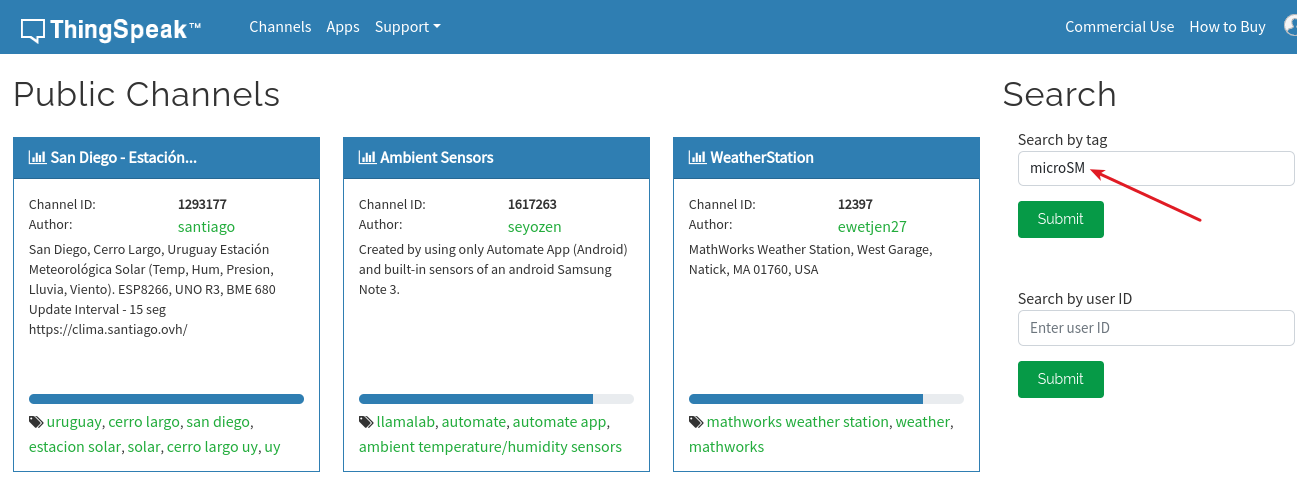 ThingSpeak™ Channels Apps Support Commercial Use How to Buy
Public Channels
San Diego - Estación...
Channel ID: 1293177
Author: santiago
San Diego, Cerro Largo, Uruguay Estación
Meteorológica Solar (Temp, Hum, Presion,
Lluvia, Viento). ESP8266, UNO R3, BME 680
Update Interval - 15 seg
https://clima.santiago.ovh/
uruguay, cerro largo, san diego,
estacion solar, solar, cerro largo uy, uy
Ambient Sensors
Channel ID: 1617263
Author: seyozen
Created by using only Automate App (Android)
and built-in sensors of an android Samsung
Note 3.
llamalab, automate, automate app,
ambient temperature/humidity sensors
WeatherStation
Channel ID: 12397
Author: ewetjen27
MathWorks Weather Station, West Garage,
Natick, MA 01760, USA
mathworks weather station, weather,
mathworks
Search
Search by tag
microSM
Submit
Search by user ID
Enter user ID
Submit